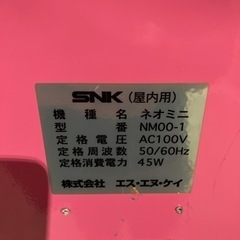 SNK (屋内用)
機種名 ネオミニ
型番 NM00-1
定格電圧 AC100V
定格周波数 50/60Hz
定格消費電力 45W
株式会社 エス・エヌ・ケイ